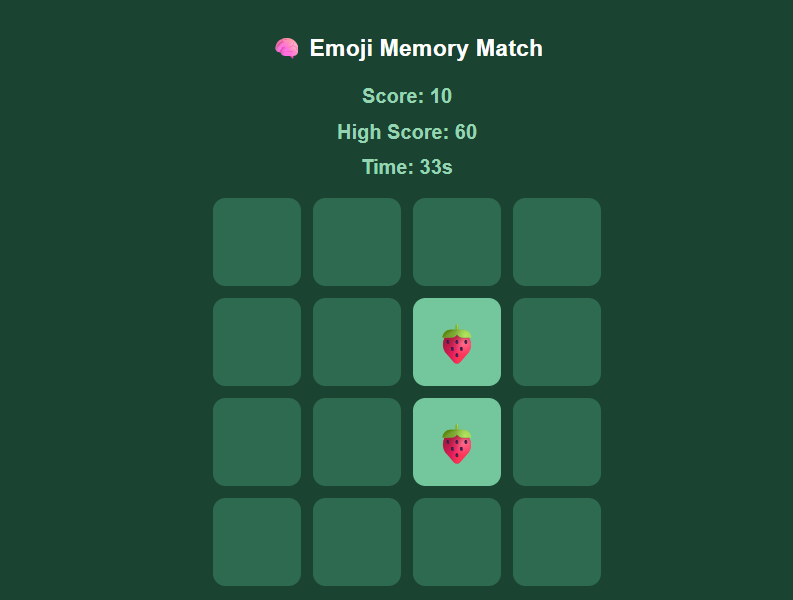 🧠 Emoji Memory Match
Score: 10
High Score: 60
Time: 33s